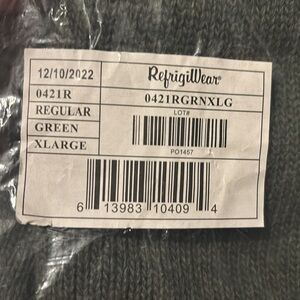 12/10/2022
RefrigiWear®
0421R
0421RGRNXLG
REGULAR
LOT#
GREEN
XLARGE
PO1457
6 13983 10409 4